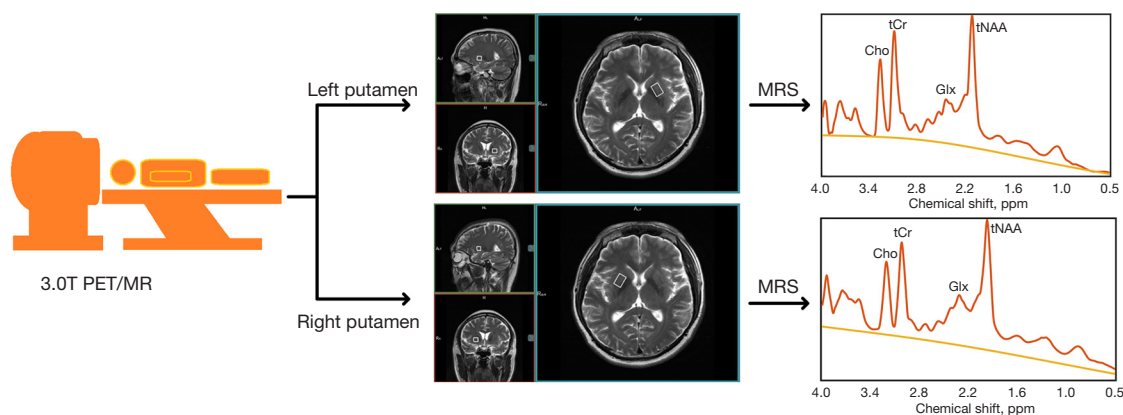 3.0T PET/MR
Left putamen
MRS
tCr
Cho
Glx
tNAA
4.0 3.4 2.8 2.2 1.6 1.0 0.5
Chemical shift, ppm
Right putamen
MRS
tCr
Cho
Glx
tNAA
4.0 3.4 2.8 2.2 1.6 1.0 0.5
Chemical shift, ppm